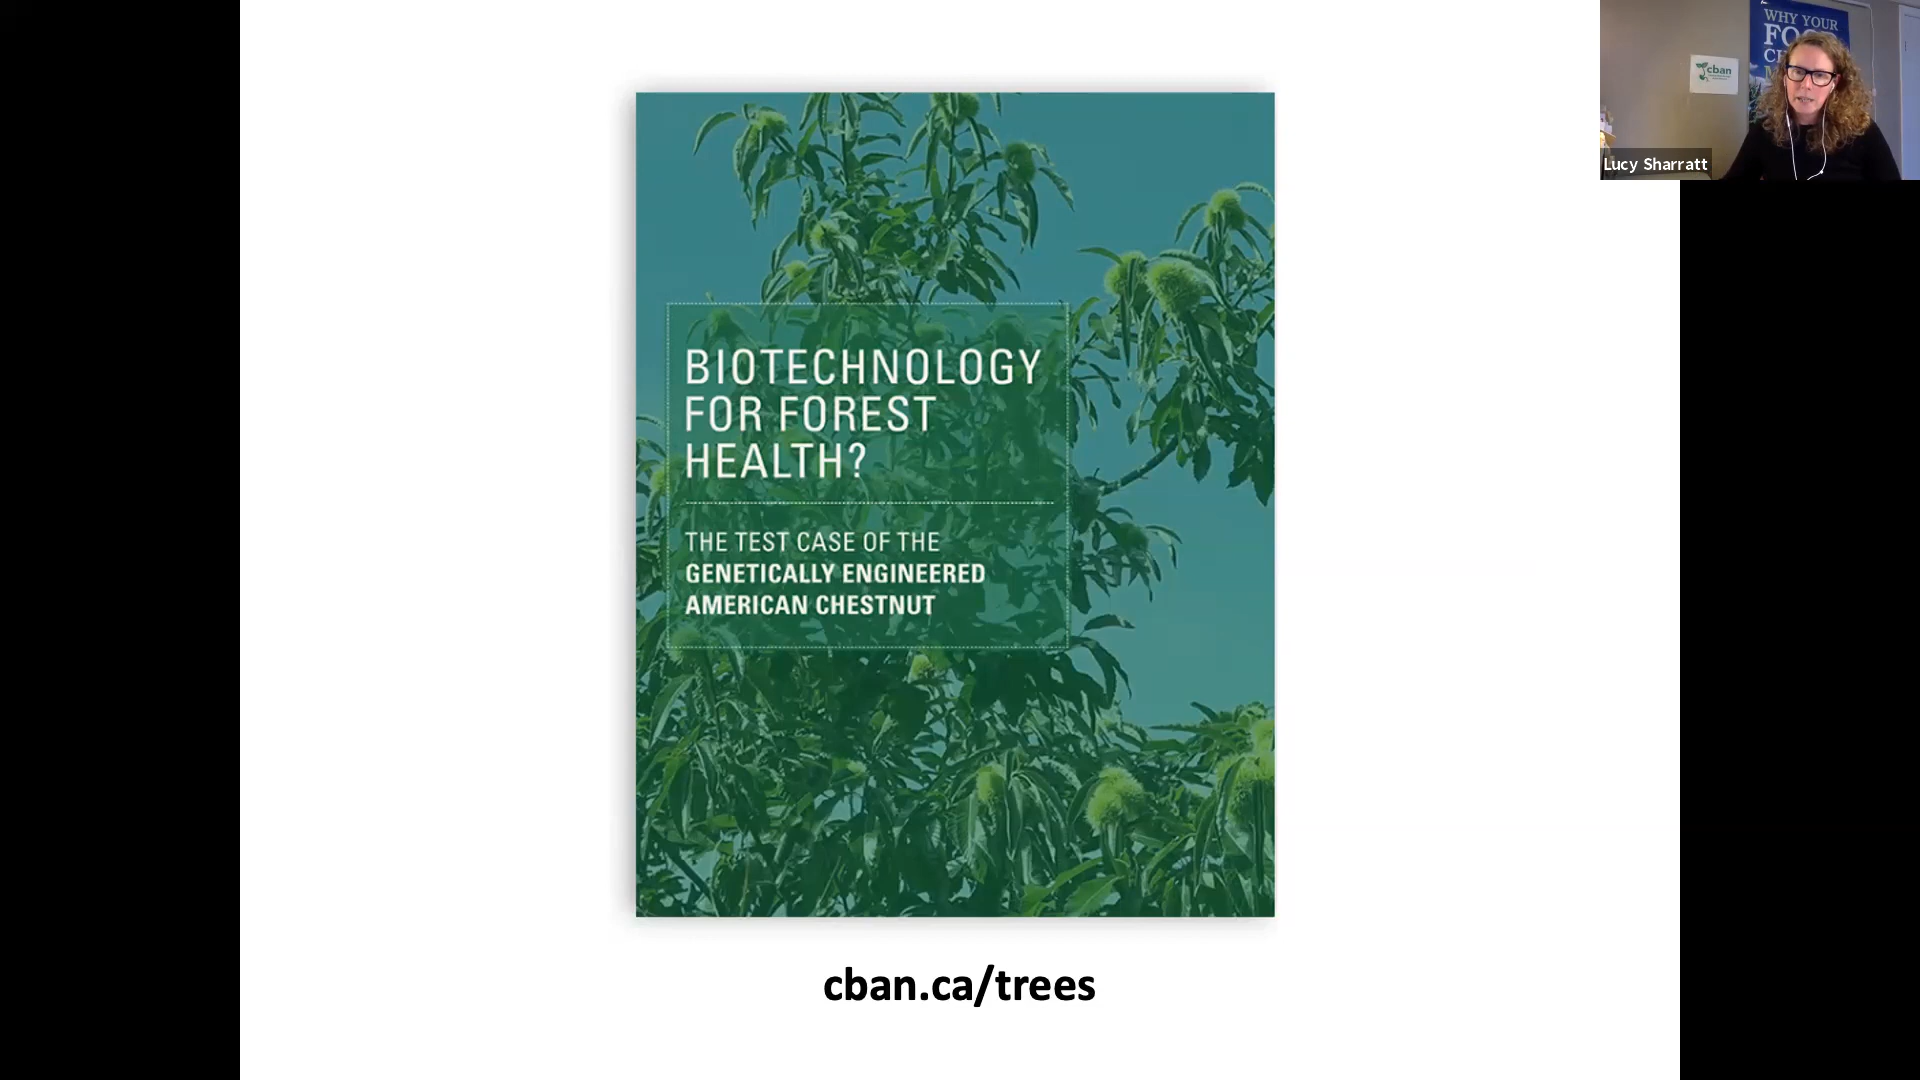 BIOTECHNOLOGY
FOR FOREST
HEALTH?
THE TEST CASE OF THE
GENETICALLY ENGINEERED
AMERICAN CHESTNUT
cban.ca/trees
WHY YOUR
cban
Lucy Sharratt